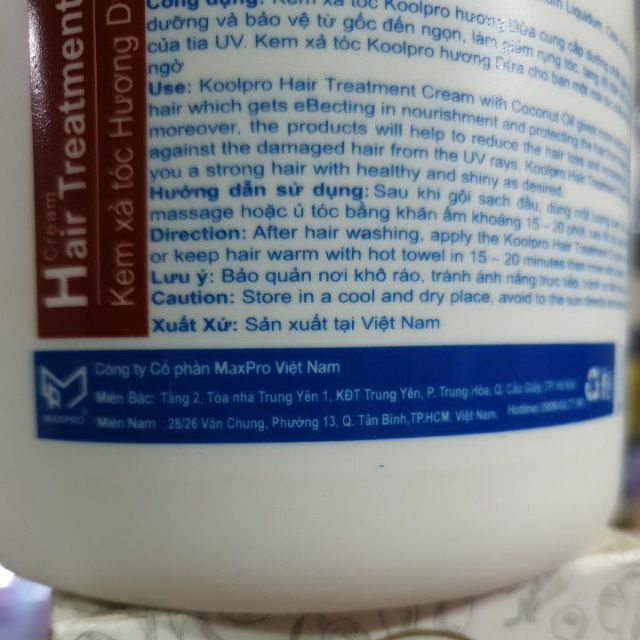 Cream
Hair Treatment
Kem xả tóc Hương D
Công dụng: Kem xả tóc Koolpro hương Dừa cung cấp dưỡng
dưỡng và bảo vệ từ gốc đến ngọn, làm giảm rụng tóc,
của tia UV. Kem xả tóc Koolpro hương Dừa cho bạn một
ngờ
Use: Koolpro Hair Treatment Cream with Coconut Oil gives
hair which gets eBecting in nourishment and protecting the
moreover, the products will help to reduce the hair loss
against the damaged hair from the UV rays. Koolpro Hair Treatment
you a strong hair with healthy and shiny as desired.
Hướng dẫn sử dụng: Sau khi gội sạch đầu, dùng một lượng
massage hoặc ủ tóc bằng khăn ấm khoảng 15 – 20 phút,
Direction: After hair washing, apply the Koolpro Hair Treatment
or keep hair warm with hot towel in 15 – 20 minutes then
Lưu ý: Bảo quản nơi khô ráo, tránh ánh nắng trực tiếp.
Caution: Store in a cool and dry place, avoid to the sun
Xuất Xứ: Sản xuất tại Việt Nam
MAXPRO
Công ty Cổ phần MaxPro Việt Nam
Miền Bắc: Tầng 2, Tòa nhà Trung Yên 1, KĐT Trung Yên, P. Trung Hòa, Q. Cầu Giấy, TP. Hà Nội
Miền Nam : 28/26 Văn Chung, Phường 13, Q. Tân Bình,TP.HCM. Việt Nam. Hotline: